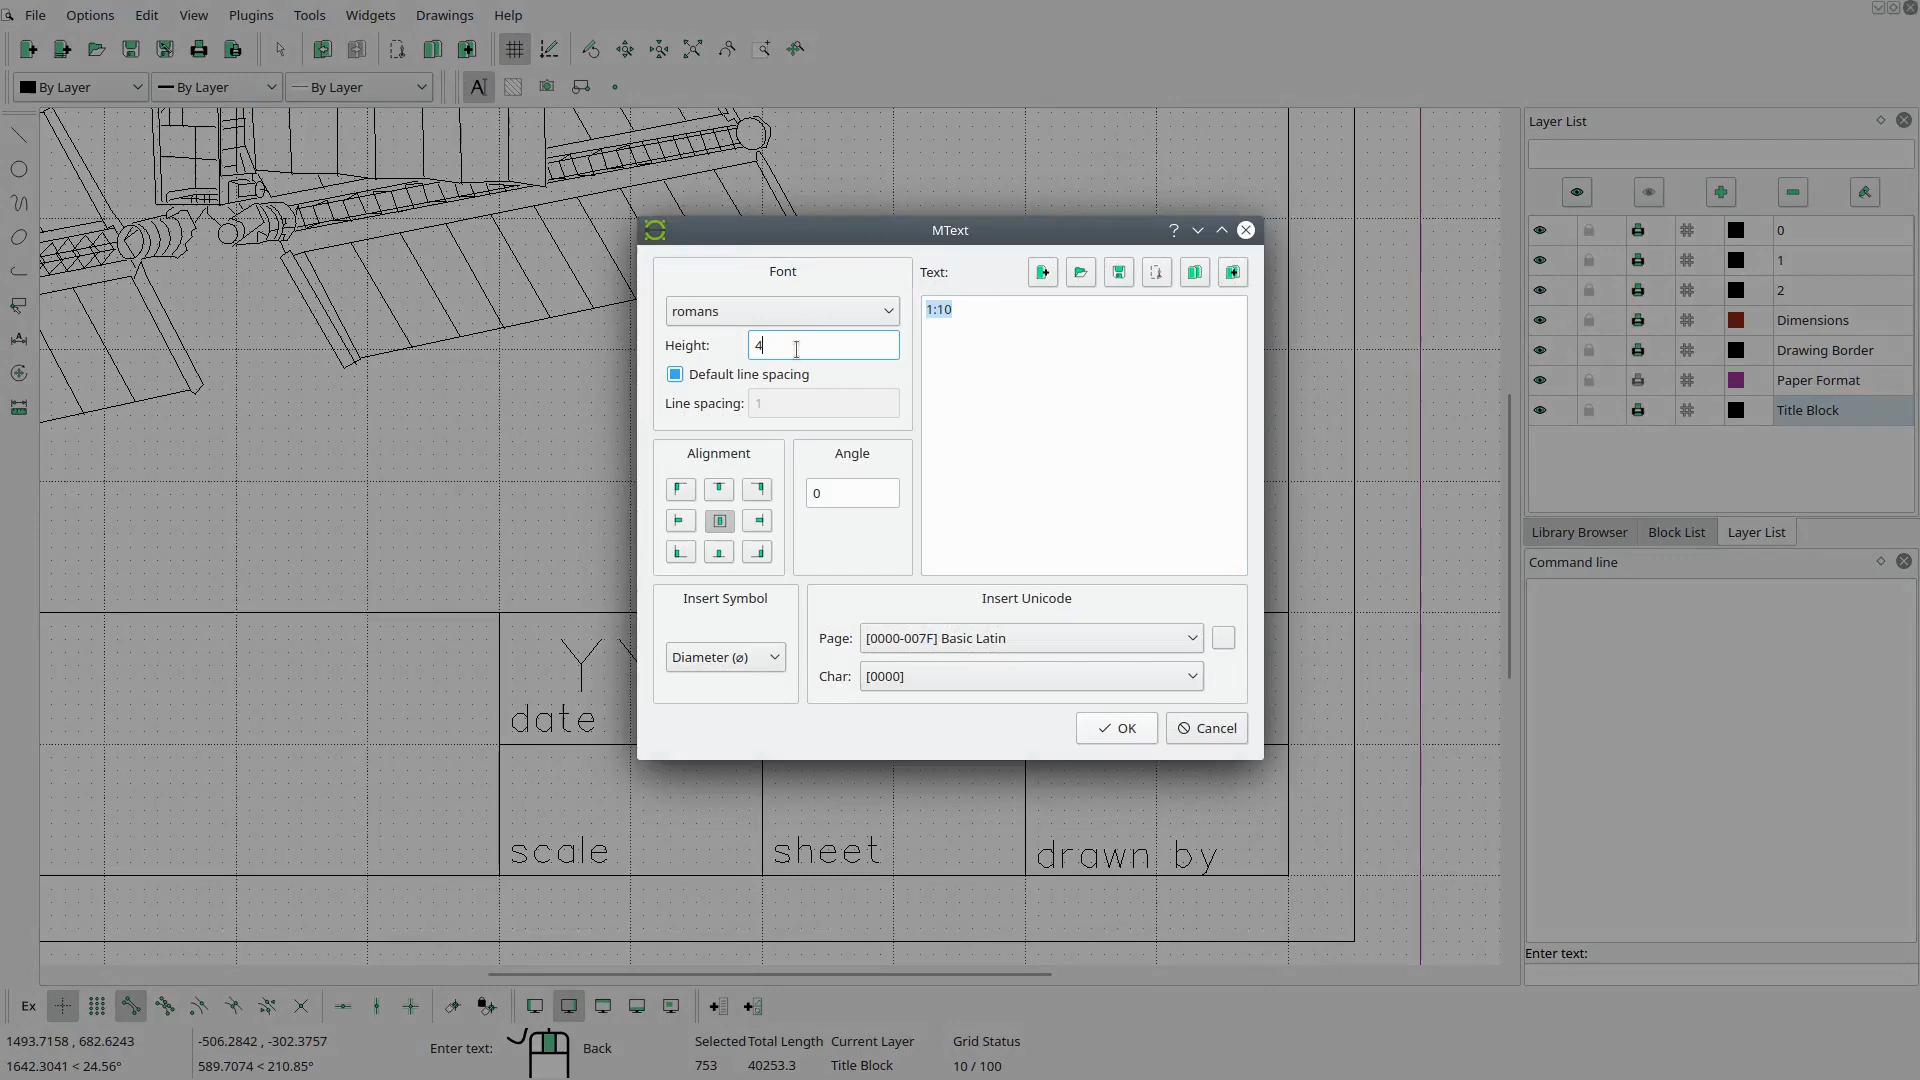 File Options Edit View Plugins Tools Widgets Drawings Help
By Layer By Layer By Layer A
Layer List
0
1
2
Dimensions
Drawing Border
Paper Format
Title Block
Library Browser Block List Layer List
Command line
Enter text:
MText
?
Font
romans
Height: 4
Default line spacing
Line spacing: 1
Text:
1:10
Alignment
Angle
0
Insert Symbol
Diameter (⌀)
Insert Unicode
Page: [0000-007F] Basic Latin
Char: [0000]
OK Cancel
Y
date
scale sheet drawn by
Ex
1493.7158 , 682.6243 -506.2842 , -302.3757 Enter text: Back Selected Total Length Current Layer Grid Status
1642.3041 < 24.56° 589.7074 < 210.85° 753 40253.3 Title Block 10 / 100